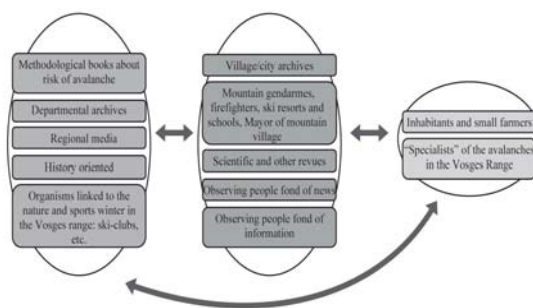 Methodological books about
risk of avalanche
Departmental archives
Regional media
History oriented
Organisms linked to the
nature and sports winter in
the Vosges range: ski-clubs,
etc.
Village/city archives
Mountain gendarmes,
firefighters, ski resorts and
schools, Mayor of mountain
village
Scientific and other revues
Observing people fond of news
Observing people fond of
information
Inhabitants and small farmers
"Specialists" of the avalanches
in the Vosges Range